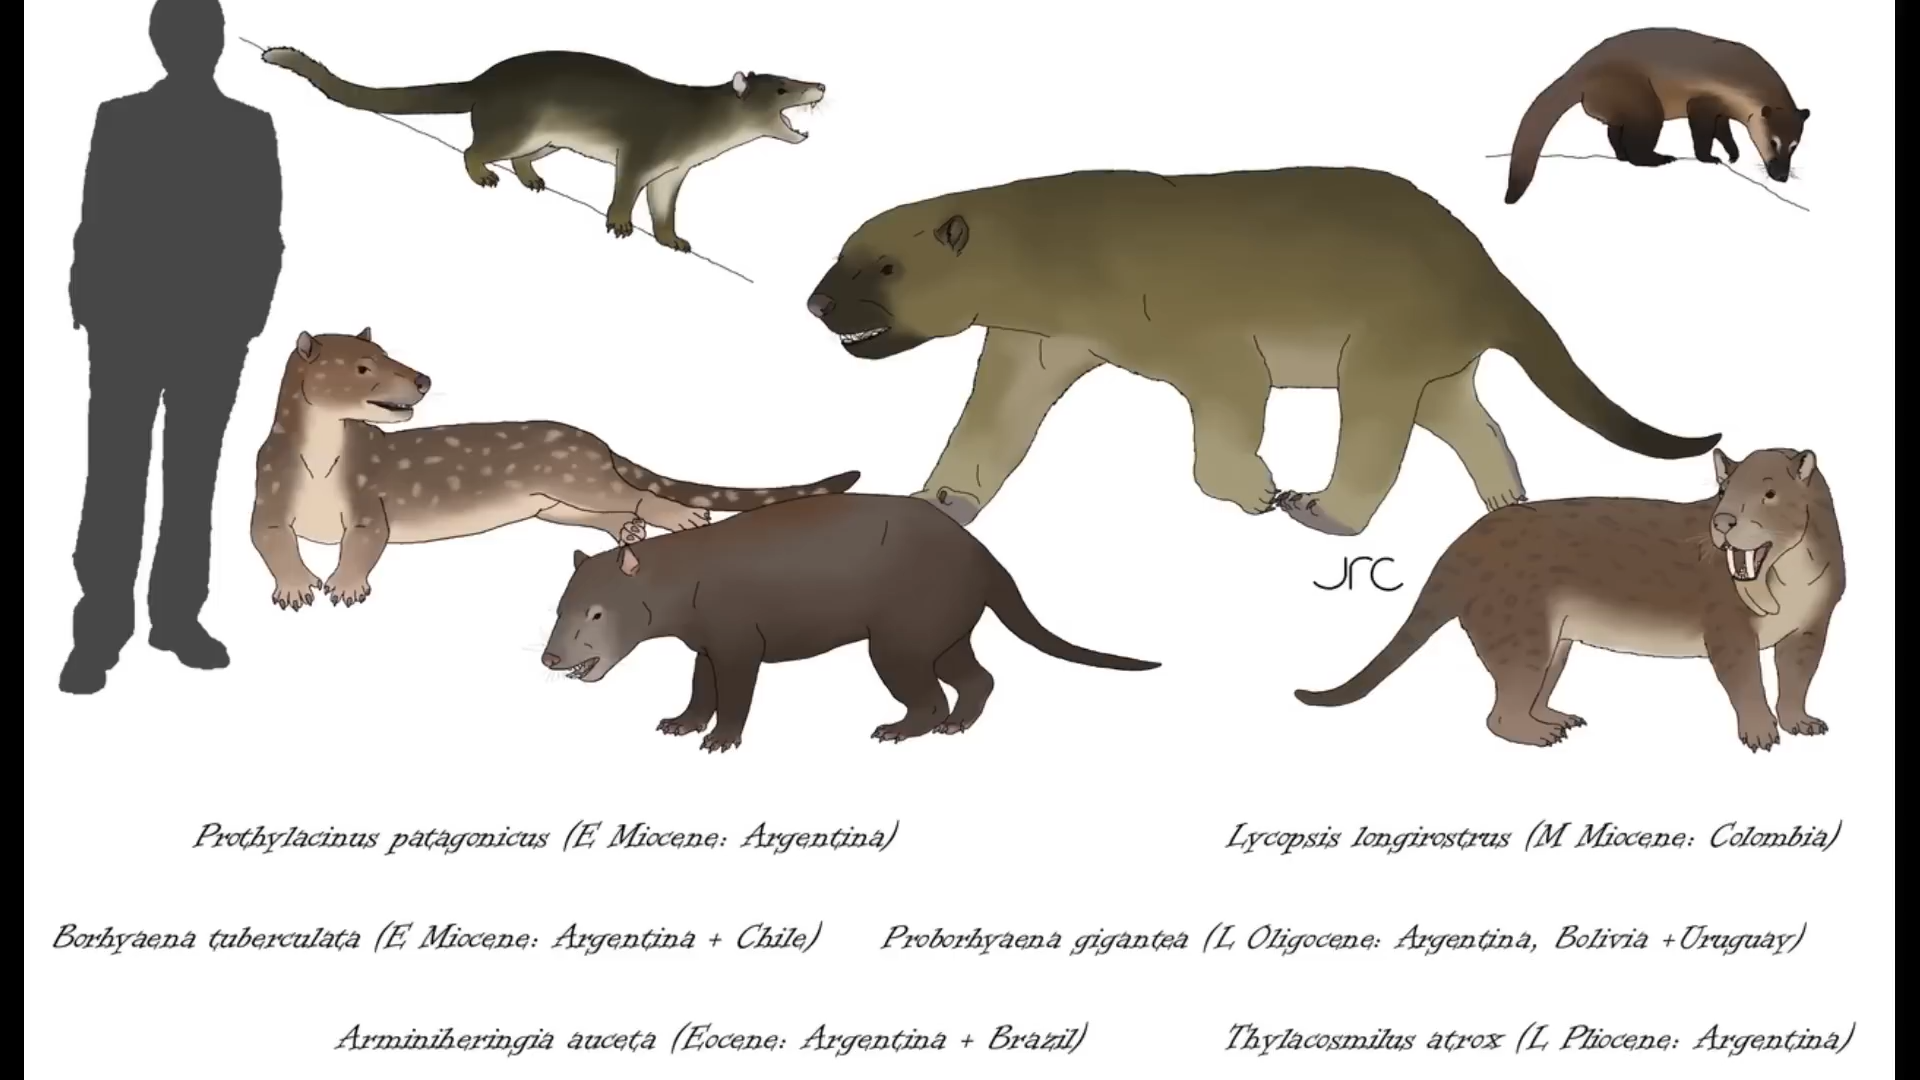 JRC
Prothylacinus patagonicus (E Miocene: Argentina)
Lycopsis longirostrus (M Miocene: Colombia)
Borhyaena tuberculata (E Miocene: Argentina + Chile)
Proborhyaena gigantea (L Oligocene: Argentina, Bolivia +Uruguay)
Arminiheringia auceta (Eocene: Argentina + Brazil)
Thylacosmilus atrox (L Pliocene: Argentina)